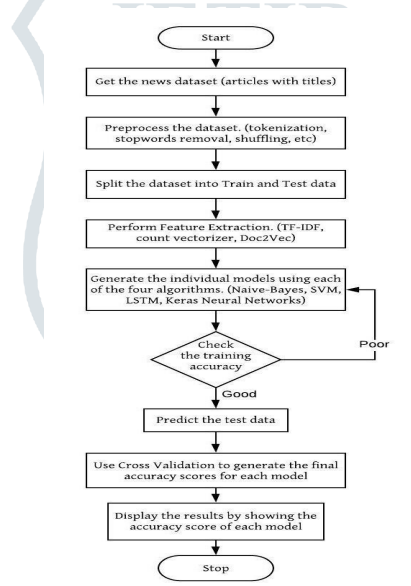 Start
Get the news dataset (articles with titles)
Preprocess the dataset. (tokenization,
stopwords removal, shuffling, etc)
Split the dataset into Train and Test data
Perform Feature Extraction. (TF-IDF,
count vectorizer, Doc2Vec)
Generate the individual models using each
of the four algorithms. (Naive-Bayes, SVM,
LSTM, Keras Neural Networks)
Check
the training
accuracy
Poor
Good
Predict the test data
Use Cross Validation to generate the final
accuracy scores for each model
Display the results by showing the
accuracy score of each model
Stop